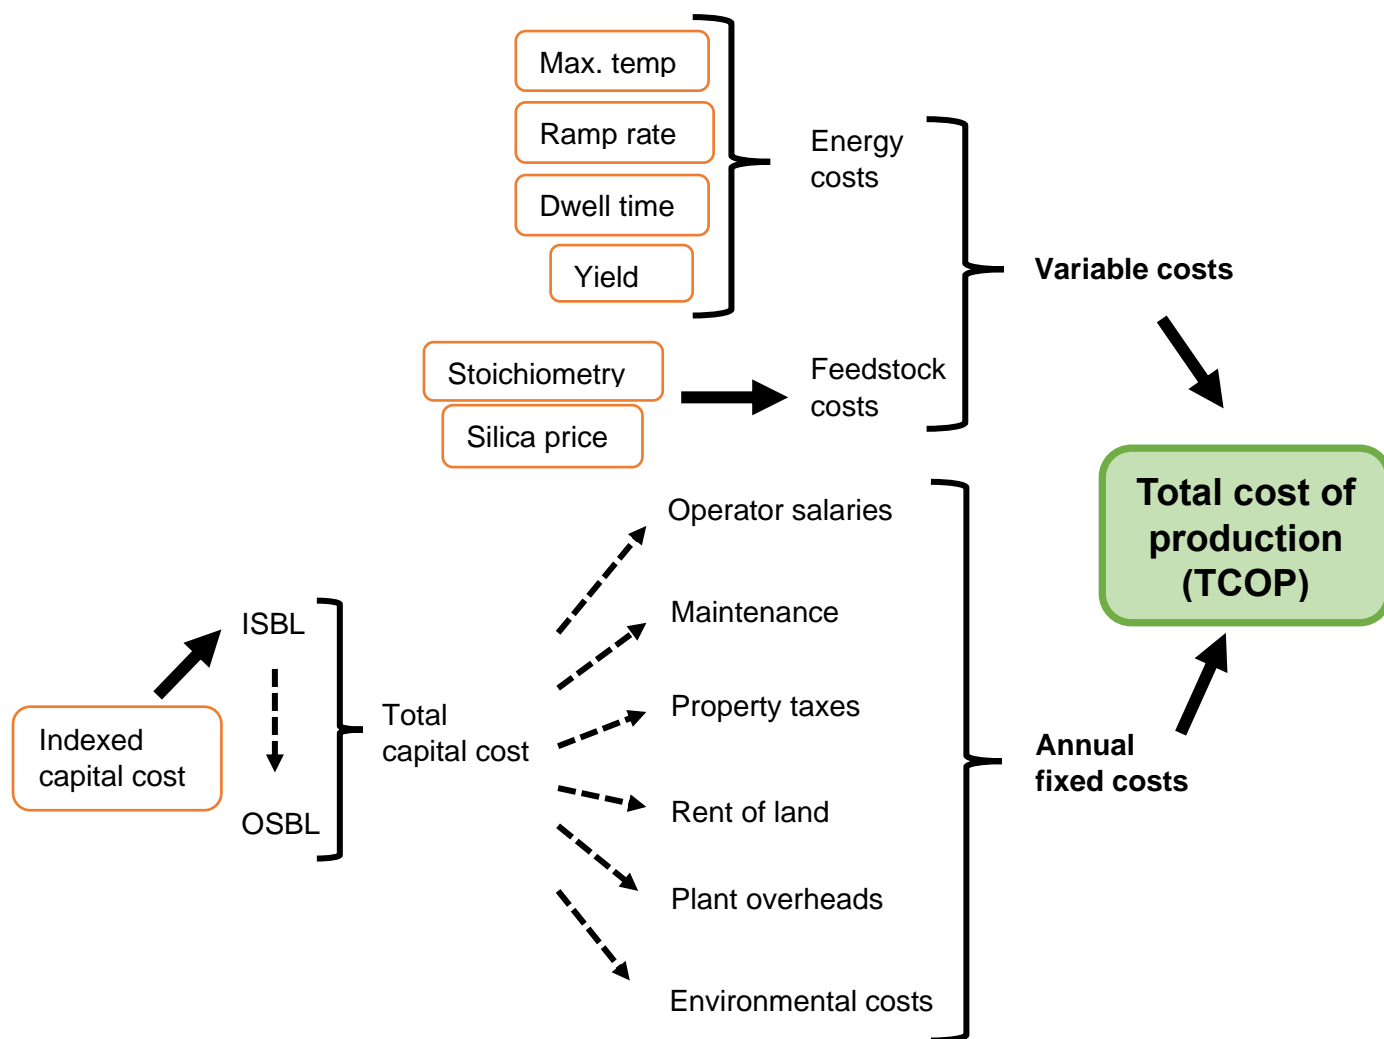 Max. temp
Ramp rate
Dwell time
Yield
Energy
costs
Stoichiometry
Silica price
Feedstock
costs
Variable costs
Total cost of
production
(TCOP)
Indexed
capital cost
ISBL
OSBL
Total
capital cost
Operator salaries
Maintenance
Property taxes
Rent of land
Plant overheads
Environmental costs
Annual
fixed costs